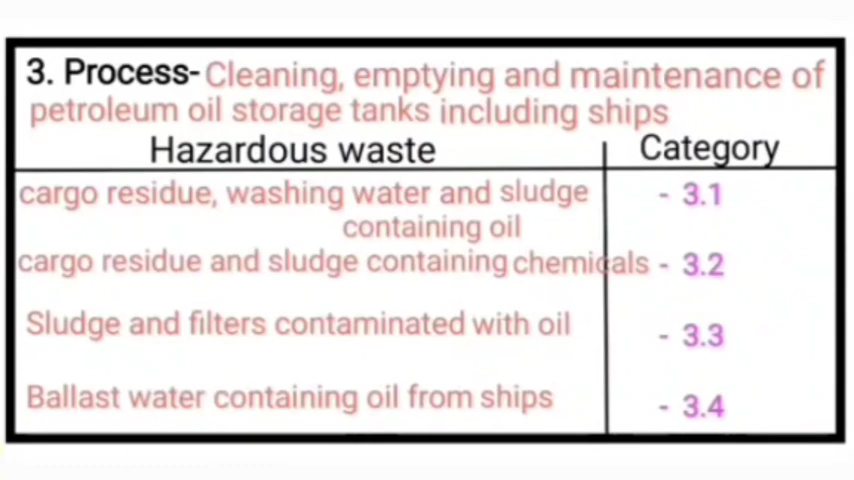 3. Process- Cleaning, emptying and maintenance of
petroleum oil storage tanks including ships
Hazardous waste Category
cargo residue, washing water and sludge - 3.1
containing oil
cargo residue and sludge containing chemicals - 3.2
Sludge and filters contaminated with oil - 3.3
Ballast water containing oil from ships - 3.4